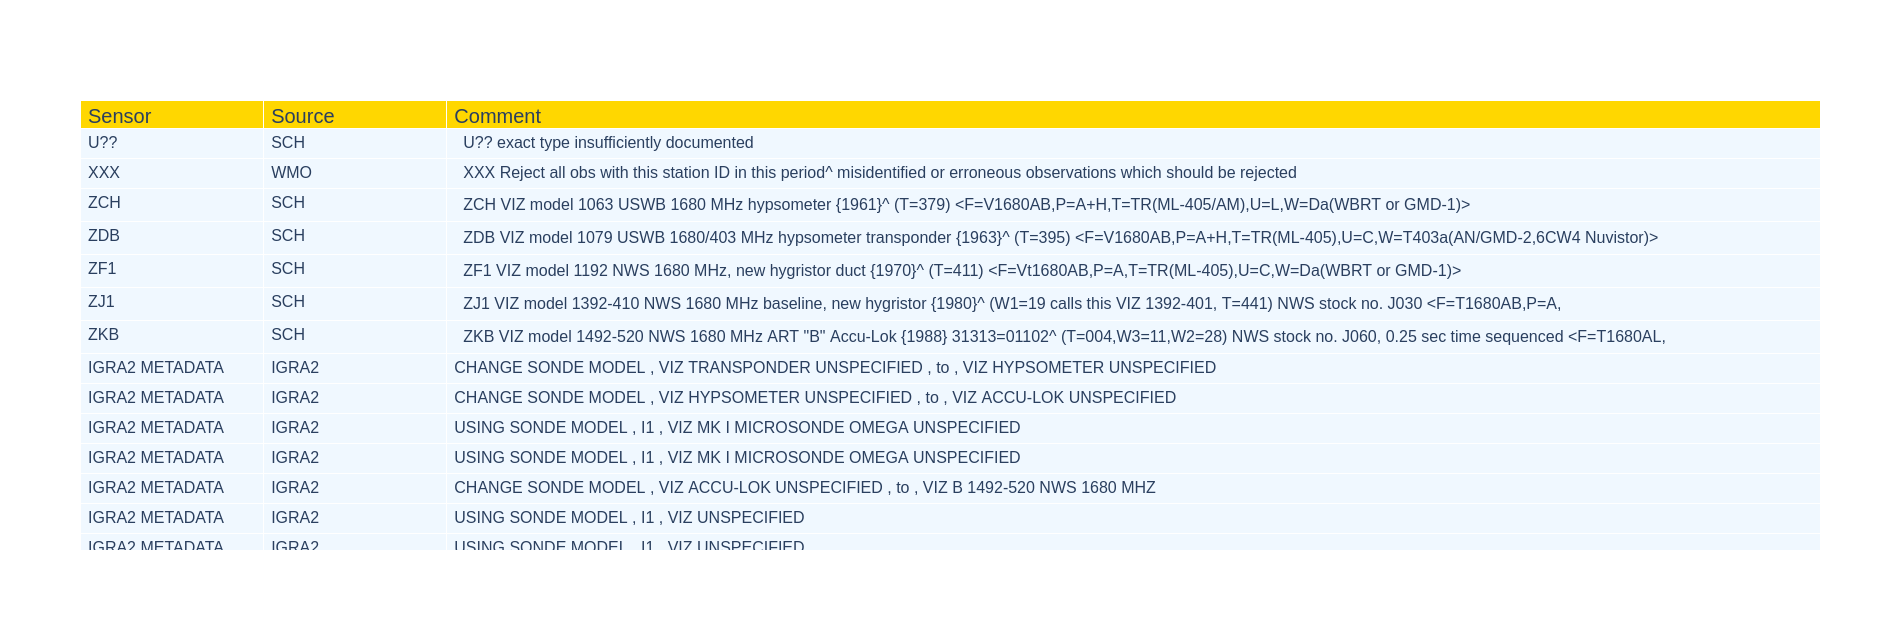 Sensor Source Comment
U?? SCH U?? exact type insufficiently documented
XXX WMO XXX Reject all obs with this station ID in this period^ misidentified or erroneous observations which should be rejected
ZCH SCH ZCH VIZ model 1063 USWB 1680 MHz hypsometer {1961}^ (T=379) <F=V1680AB,P=A+H,T=TR(ML-405/AM),U=L,W=Da(WBRT or GMD-1)>
ZDB SCH ZDB VIZ model 1079 USWB 1680/403 MHz hypsometer transponder {1963}^ (T=395) <F=V1680AB,P=A+H,T=TR(ML-405),U=C,W=T403a(AN/GMD-2,6CW4 Nuvistor)>
ZF1 SCH ZF1 VIZ model 1192 NWS 1680 MHz, new hygristor duct {1970}^ (T=411) <F=Vt1680AB,P=A,T=TR(ML-405),U=C,W=Da(WBRT or GMD-1)>
ZJ1 SCH ZJ1 VIZ model 1392-410 NWS 1680 MHz baseline, new hygristor {1980}^ (W1=19 calls this VIZ 1392-401, T=441) NWS stock no. J030 <F=T1680AB,P=A,
ZKB SCH ZKB VIZ model 1492-520 NWS 1680 MHz ART "B" Accu-Lok {1988} 31313=01102^ (T=004,W3=11,W2=28) NWS stock no. J060, 0.25 sec time sequenced <F=T1680AL,
IGRA2 METADATA IGRA2 CHANGE SONDE MODEL , VIZ TRANSPONDER UNSPECIFIED , to , VIZ HYPSOMETER UNSPECIFIED
IGRA2 METADATA IGRA2 CHANGE SONDE MODEL , VIZ HYPSOMETER UNSPECIFIED , to , VIZ ACCU-LOK UNSPECIFIED
IGRA2 METADATA IGRA2 USING SONDE MODEL , I1 , VIZ MK I MICROSONDE OMEGA UNSPECIFIED
IGRA2 METADATA IGRA2 USING SONDE MODEL , I1 , VIZ MK I MICROSONDE OMEGA UNSPECIFIED
IGRA2 METADATA IGRA2 CHANGE SONDE MODEL , VIZ ACCU-LOK UNSPECIFIED , to , VIZ B 1492-520 NWS 1680 MHZ
IGRA2 METADATA IGRA2 USING SONDE MODEL , I1 , VIZ UNSPECIFIED
IGRA2 METADATA IGRA2 USING SONDE MODEL , I1 , VIZ UNSPECIFIED